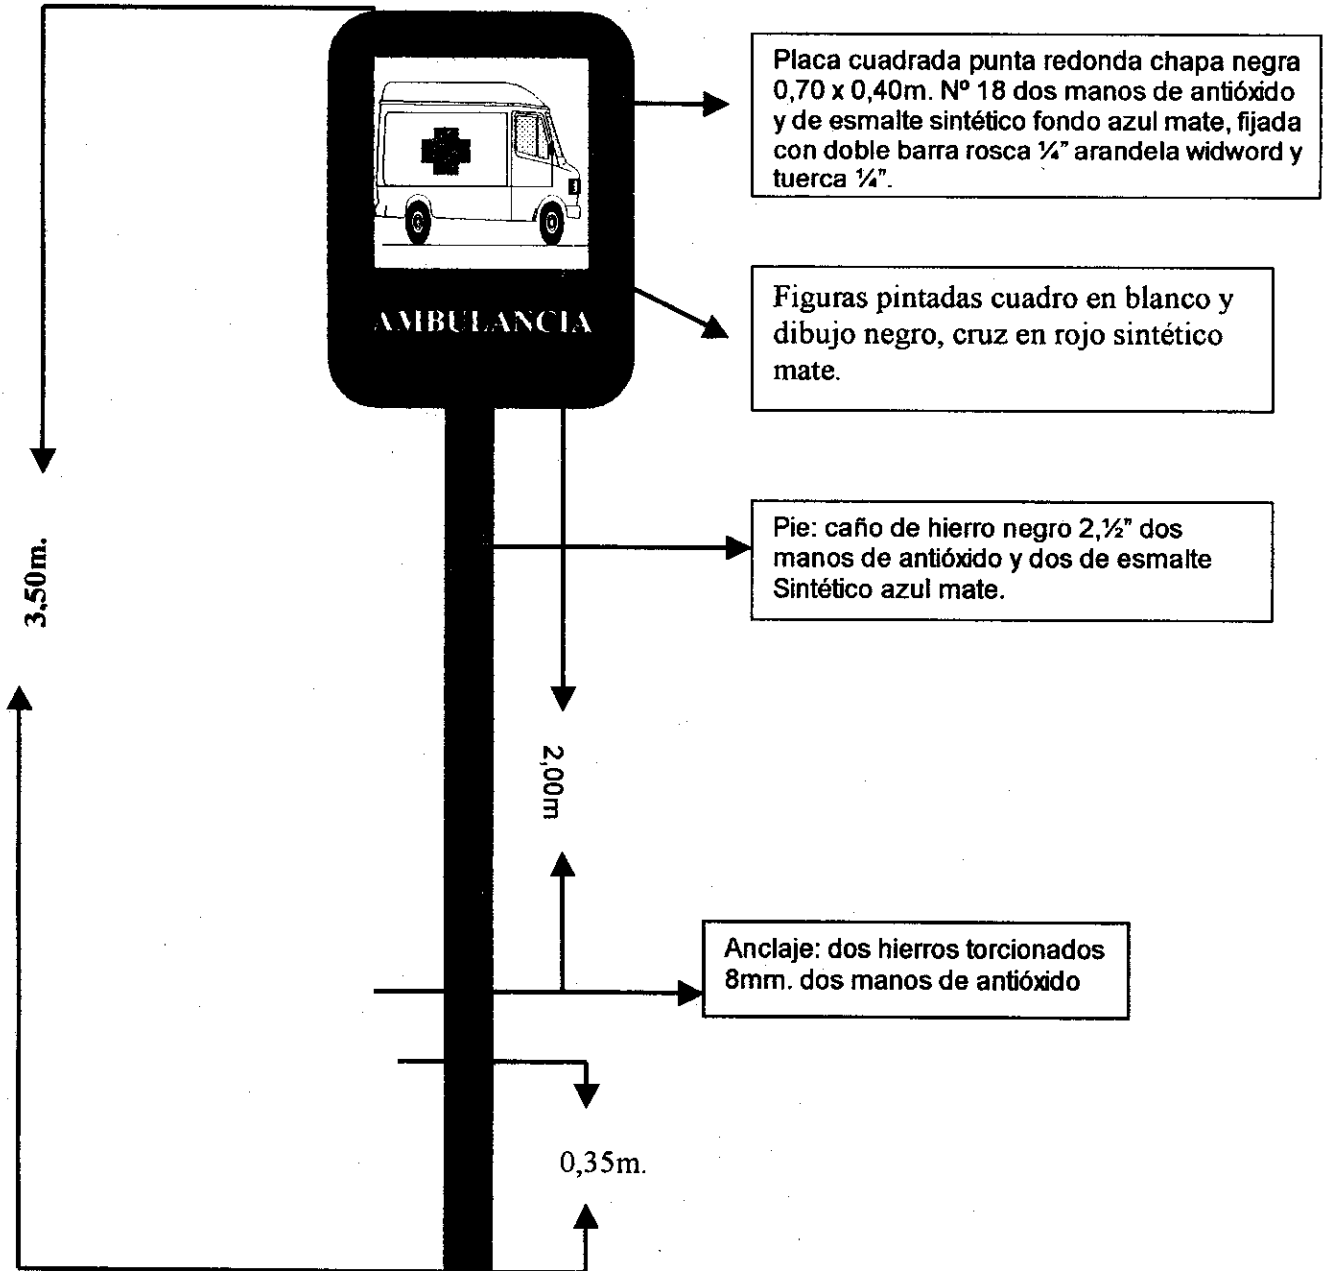 Placa cuadrada punta redonda chapa negra
0,70 x 0,40m. Nº 18 dos manos de antióxido
y de esmalte sintético fondo azul mate, fijada
con doble barra rosca ¼” arandela widword y
tuerca ¼”.
AMBULANCIA
Figuras pintadas cuadro en blanco y
dibujo negro, cruz en rojo sintético
mate.
3,50m.
Pie: caño de hierro negro 2,½” dos
manos de antióxido y dos de esmalte
Sintético azul mate.
2,00m
Anclaje: dos hierros torcionados
8mm. dos manos de antióxido
0,35m.